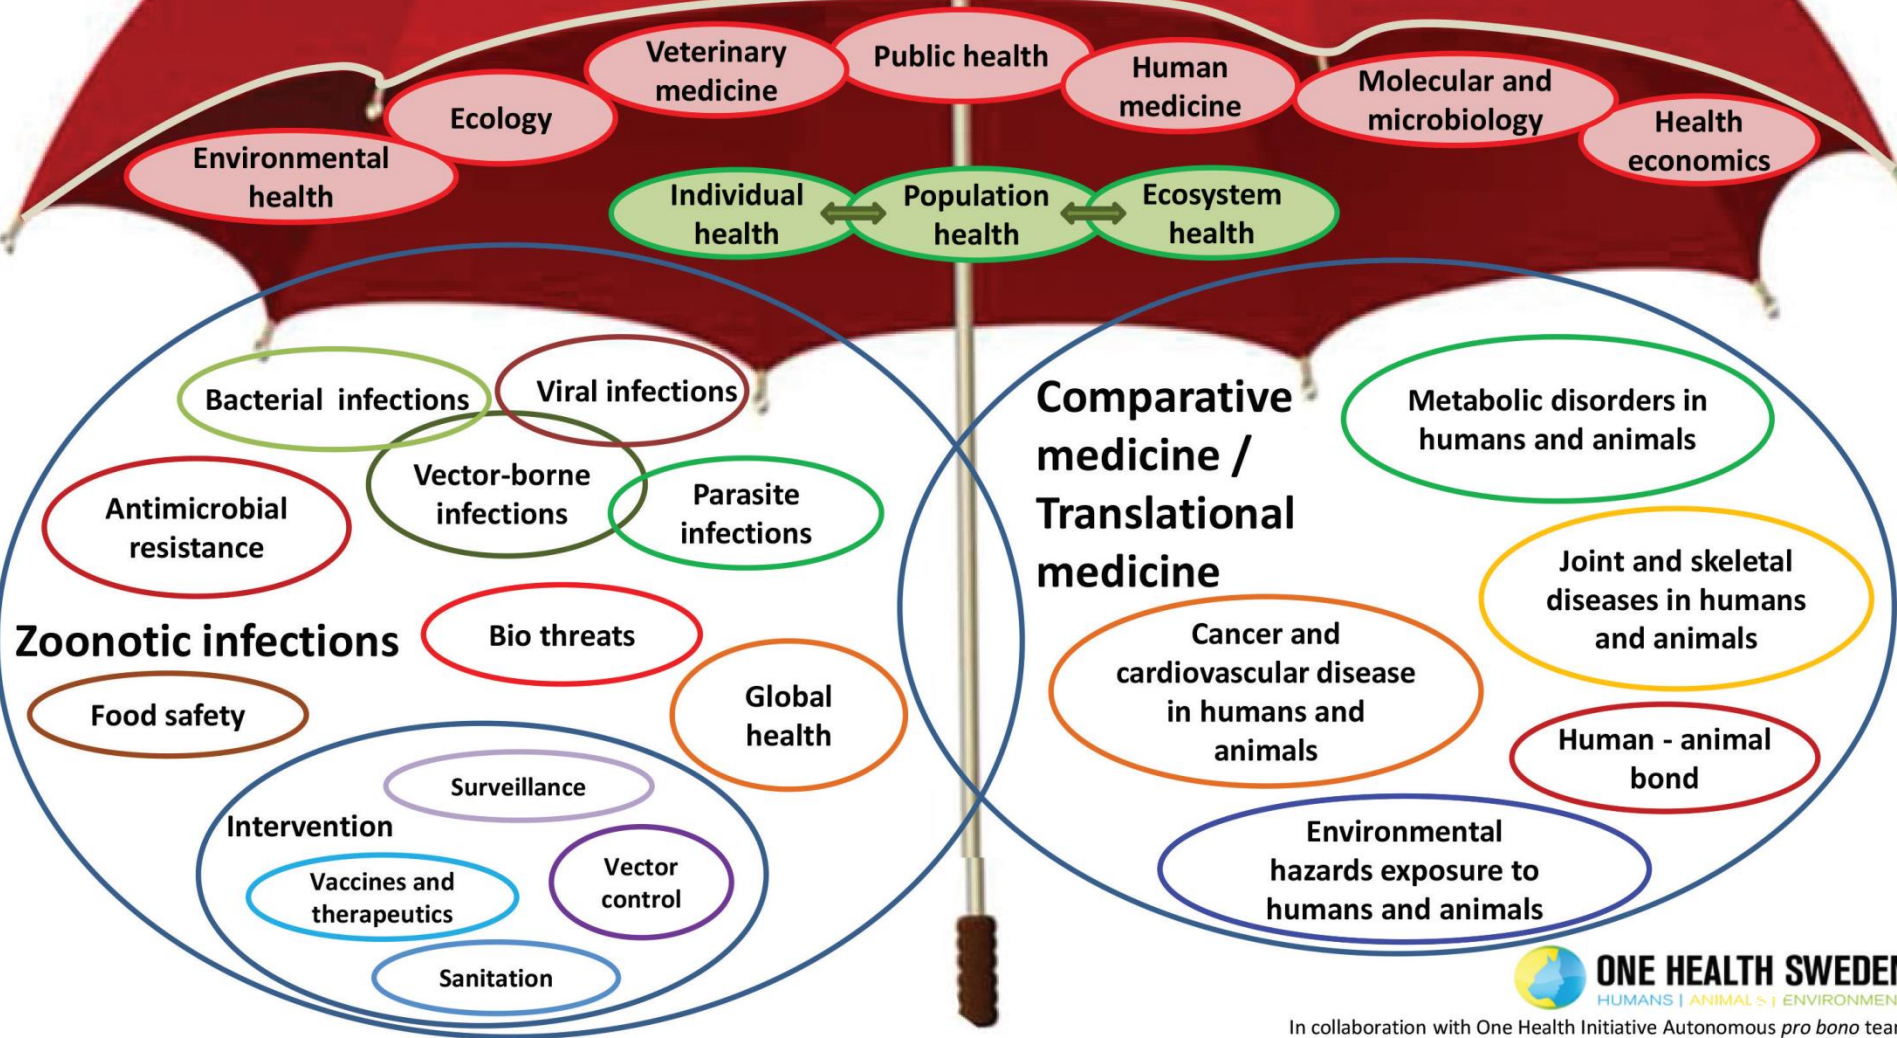 Public health
Veterinary
medicine
Human
medicine
Molecular and
microbiology
Ecology
Health
economics
Environmental
health
Individual
health
Population
health
Ecosystem
health
Bacterial infections
Viral infections
Vector-borne
infections
Parasite
infections
Antimicrobial
resistance
Zoonotic infections
Bio threats
Food safety
Global
health
Surveillance
Intervention
Vaccines and
therapeutics
Vector
control
Sanitation
Comparative
medicine /
Translational
medicine
Metabolic disorders in
humans and animals
Joint and skeletal
diseases in humans
and animals
Cancer and
cardiovascular disease
in humans and
animals
Human - animal
bond
Environmental
hazards exposure to
humans and animals
ONE HEALTH SWEDEN
HUMANS | ANIMALS | ENVIRONMEN
In collaboration with One Health Initiative Autonomous pro bono tear